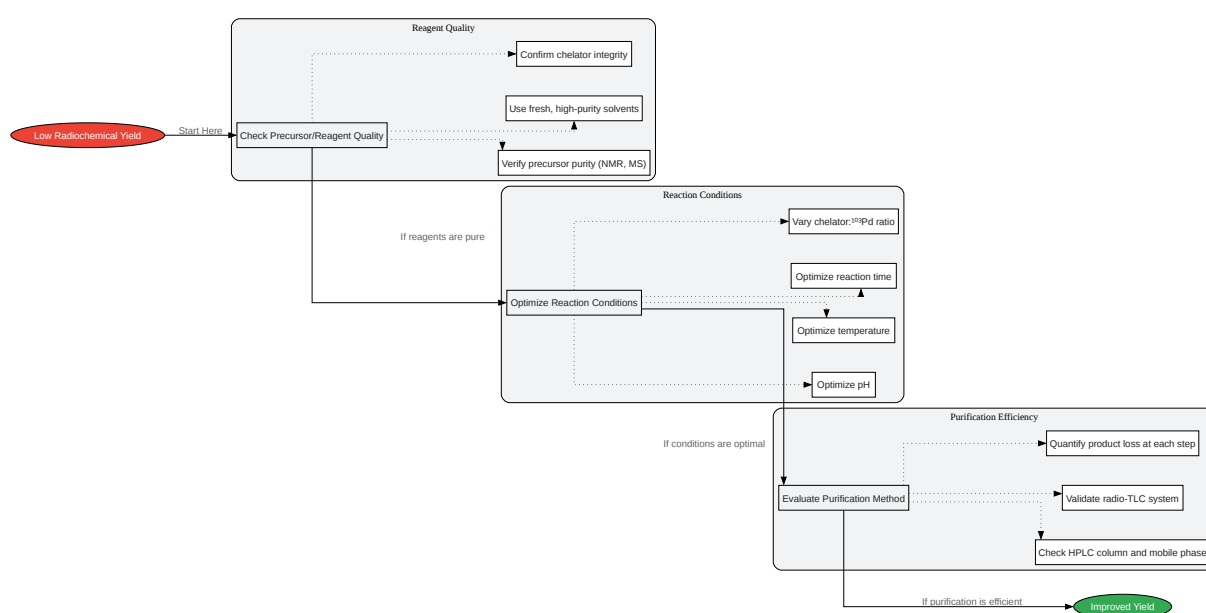 Reagent Quality
Confirm chelator integrity
Use fresh, high-purity solvents
Low Radiochemical Yield
Start Here
Check Precursor/Reagent Quality
Verify precursor purity (NMR, MS)
Reaction Conditions
Vary chelator:¹⁰³Pd ratio
If reagents are pure
Optimize reaction time
Optimize Reaction Conditions
Optimize temperature
Optimize pH
Purification Efficiency
If conditions are optimal
Quantify product loss at each step
Evaluate Purification Method
Validate radio-TLC system
Check HPLC column and mobile phase
If purification is efficient
Improved Yield